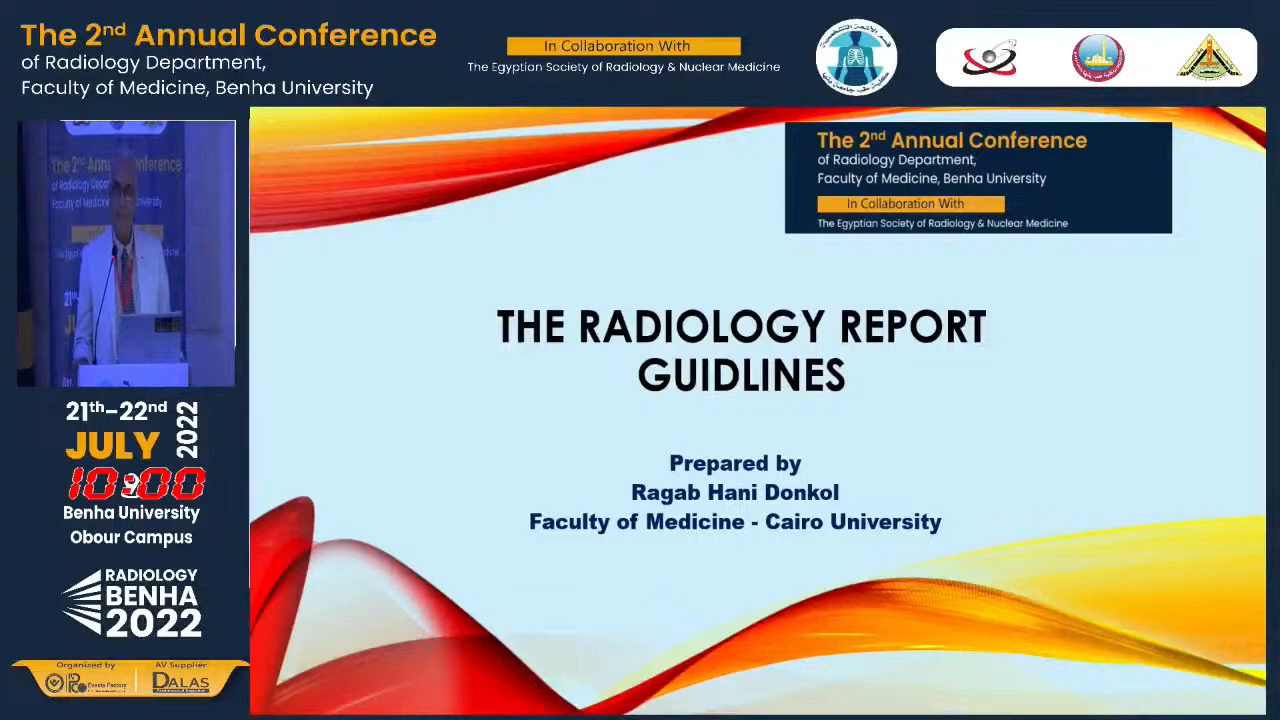 The 2nd Annual Conference
of Radiology Department,
Faculty of Medicine, Benha University
In Collaboration With
The Egyptian Society of Radiology & Nuclear Medicine
The 2nd Annual Conference
of Radiology Department,
Faculty of Medicine, Benha University
In Collaboration With
The Egyptian Society of Radiology & Nuclear Medicine
THE RADIOLOGY REPORT
GUIDLINES
Prepared by
Ragab Hani Donkol
Faculty of Medicine - Cairo University
21th-22nd
JULY
2022
Benha University
Obour Campus
RADIOLOGY
BENHA
2022
Organized by
AV Supplier
Events Factory
DALAS